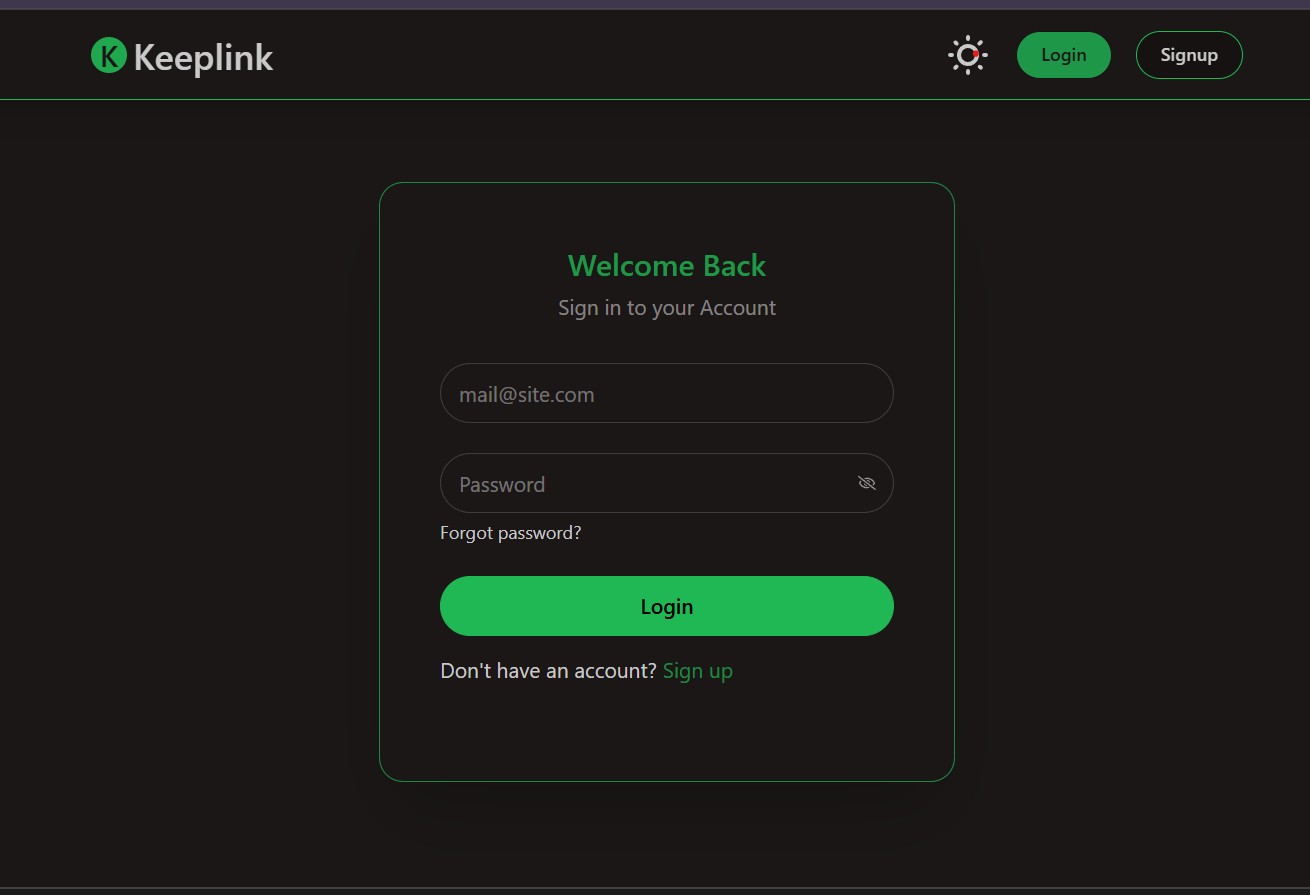 K Keeplink
Login
Signup
Welcome Back
Sign in to your Account
mail@site.com
Password
Forgot password?
Login
Don't have an account? Sign up